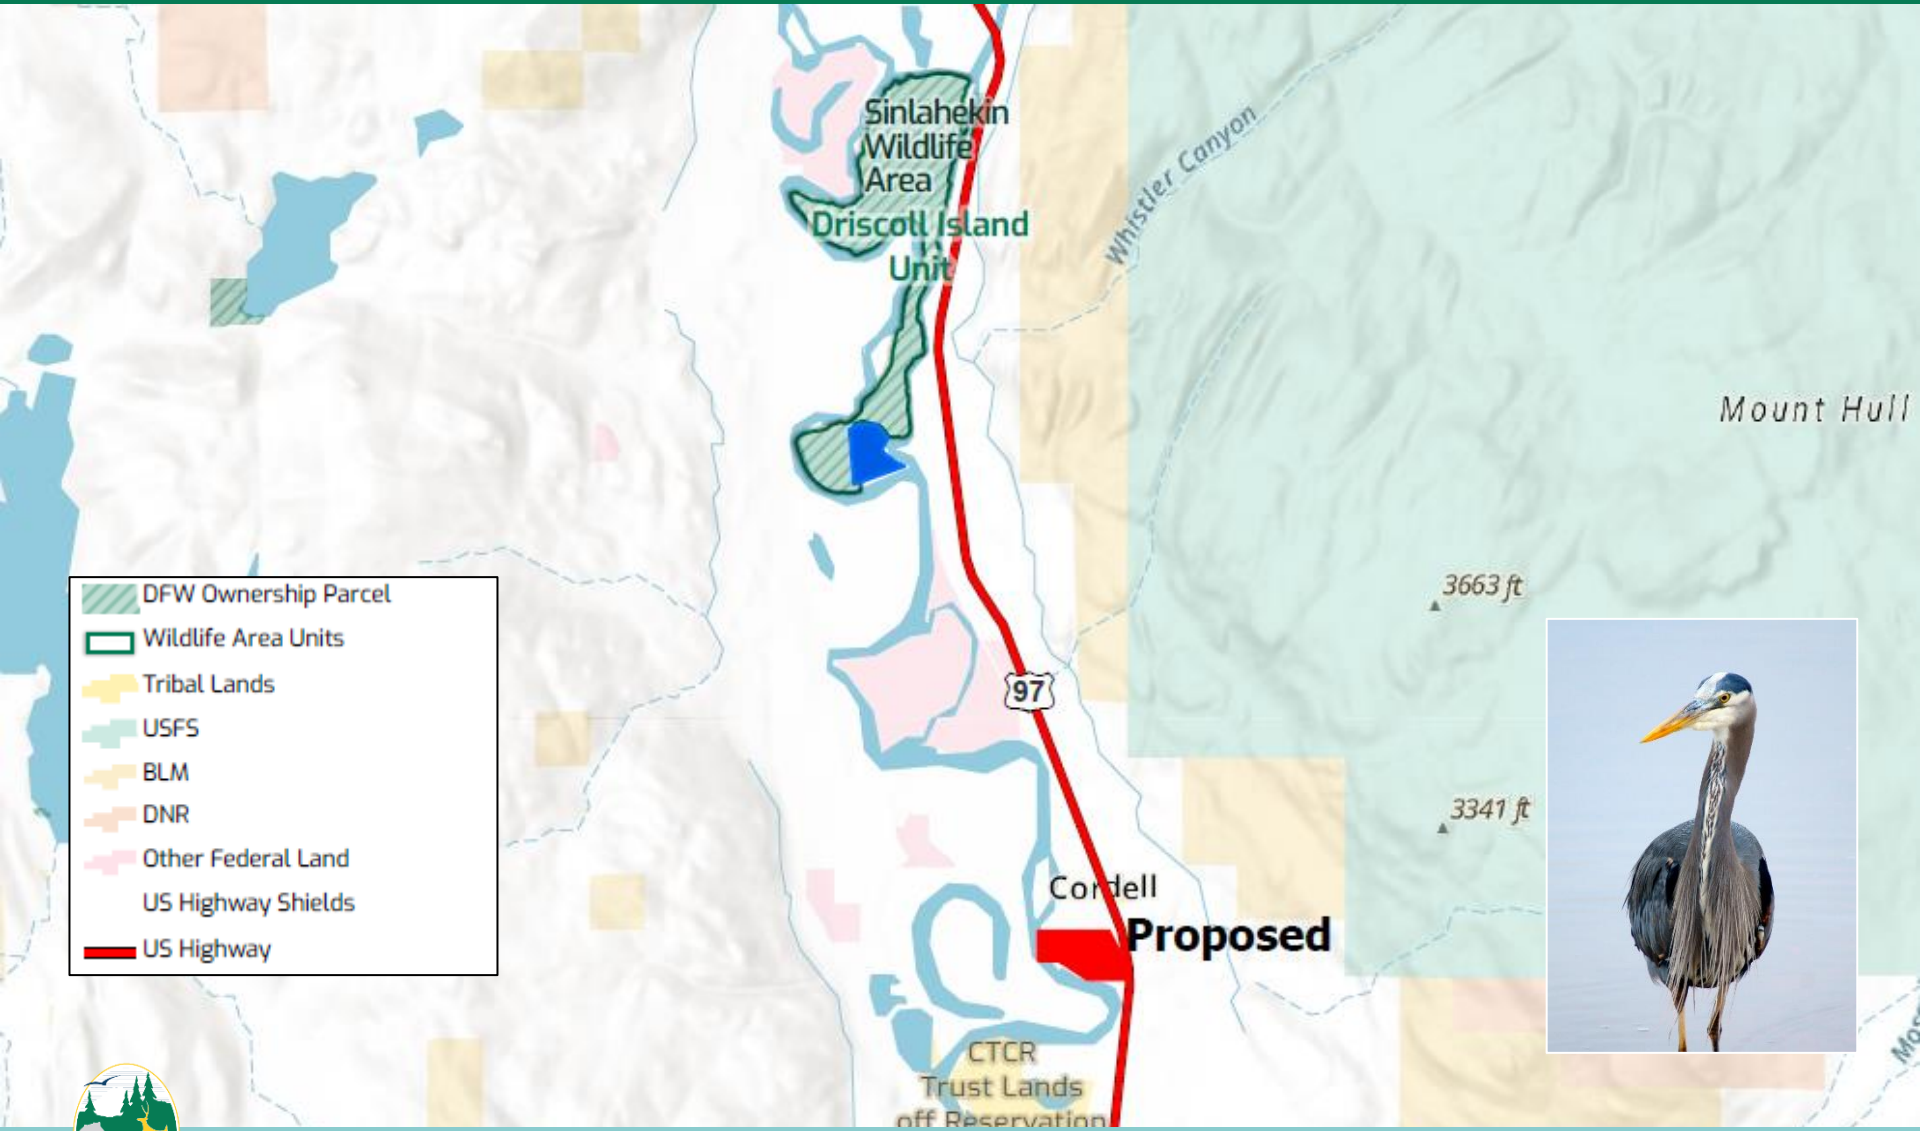 Sinlahekin
Wildlife
Area
Driscoll Island
Unit
Whistler Canyon
Mount Hull
3663 ft
97
3341 ft
Cordell
Proposed
CTCR
Trust Lands
off Reservation
DFW Ownership Parcel
Wildlife Area Units
Tribal Lands
USFS
BLM
DNR
Other Federal Land
US Highway Shields
US Highway